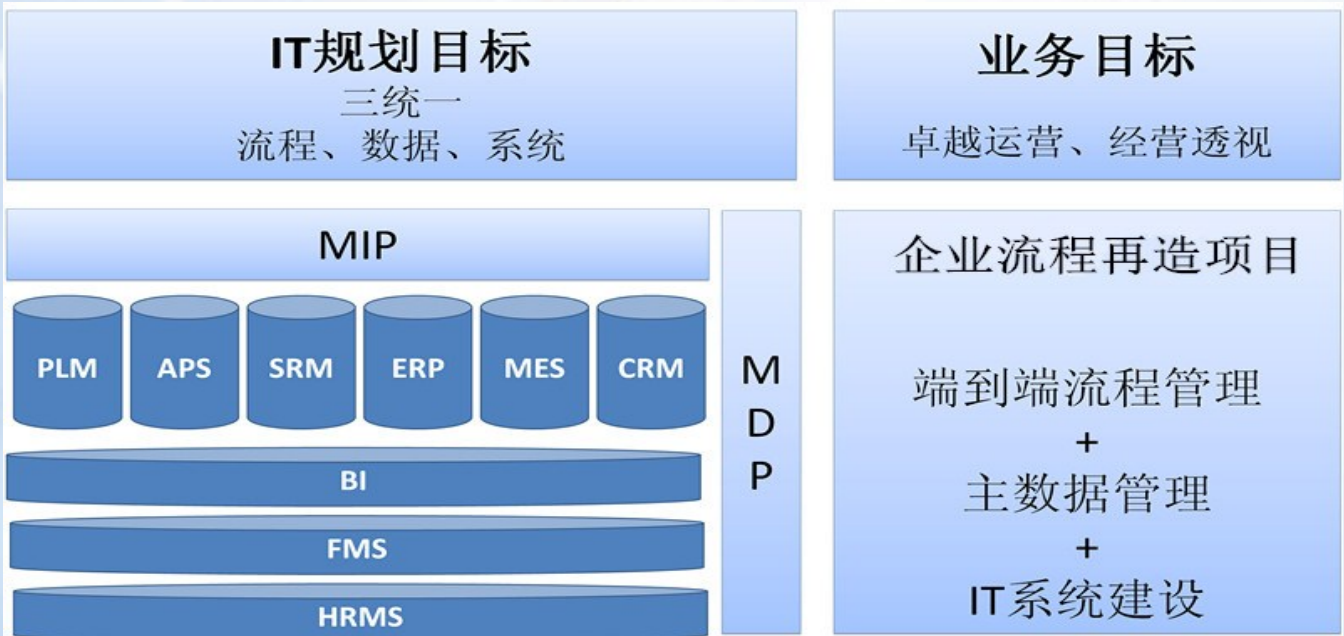 IT规划目标
三统一
流程、数据、系统
业务目标
卓越运营、经营透视
MIP
PLM
APS
SRM
ERP
MES
CRM
BI
FMS
HRMS
M
D
P
企业流程再造项目
端到端流程管理
+
主数据管理
+
IT系统建设